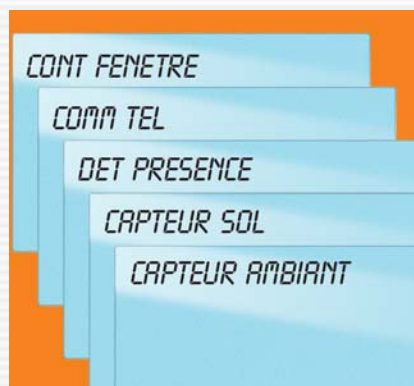 CONT FENETRE
COMM TEL
DET PRESENCE
CAPTEUR SOL
CAPTEUR AMBIANT